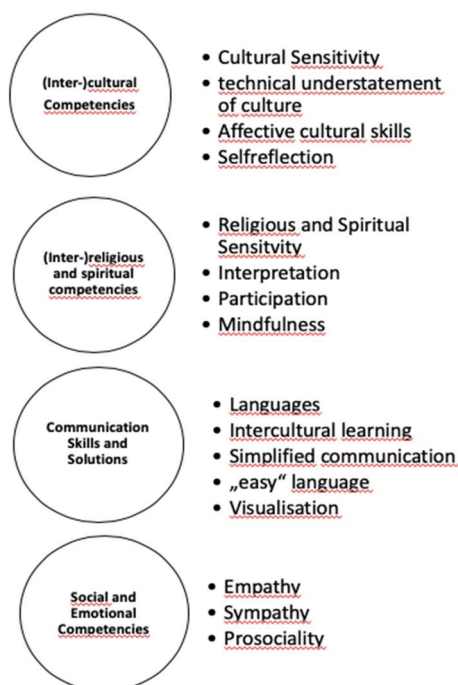 (Inter-)cultural
Competencies
• Cultural Sensitivity
• technical understatement
of culture
• Affective cultural skills
• Selfreflection
(Inter-)religious
and spiritual
competencies
• Religious and Spiritual
Sensitvity
• Interpretation
• Participation
• Mindfulness
Communication
Skills and
Solutions
• Languages
• Intercultural learning
• Simplified communication
• „easy“ language
• Visualisation
Social and
Emotional
Competencies
• Empathy
• Sympathy
• Prosociality